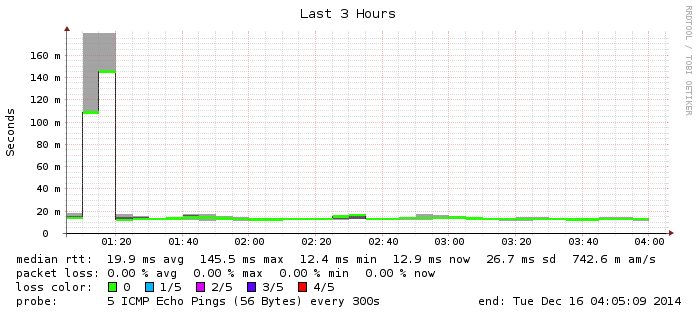 Last 3 Hours
RRDTOOL / TOBI OETIKER
Seconds
160 m
140 m
120 m
100 m
80 m
60 m
40 m
20 m
0
01:20 01:40 02:00 02:20 02:40 03:00 03:20 03:40 04:00
median rtt: 19.9 ms avg 145.5 ms max 12.4 ms min 12.9 ms now 26.7 ms sd 742.6 m am/s
packet loss: 0.00 % avg 0.00 % max 0.00 % min 0.00 % now
loss color: 0 1/5 2/5 3/5 4/5
probe: 5 ICMP Echo Pings (56 Bytes) every 300s end: Tue Dec 16 04:05:09 2014